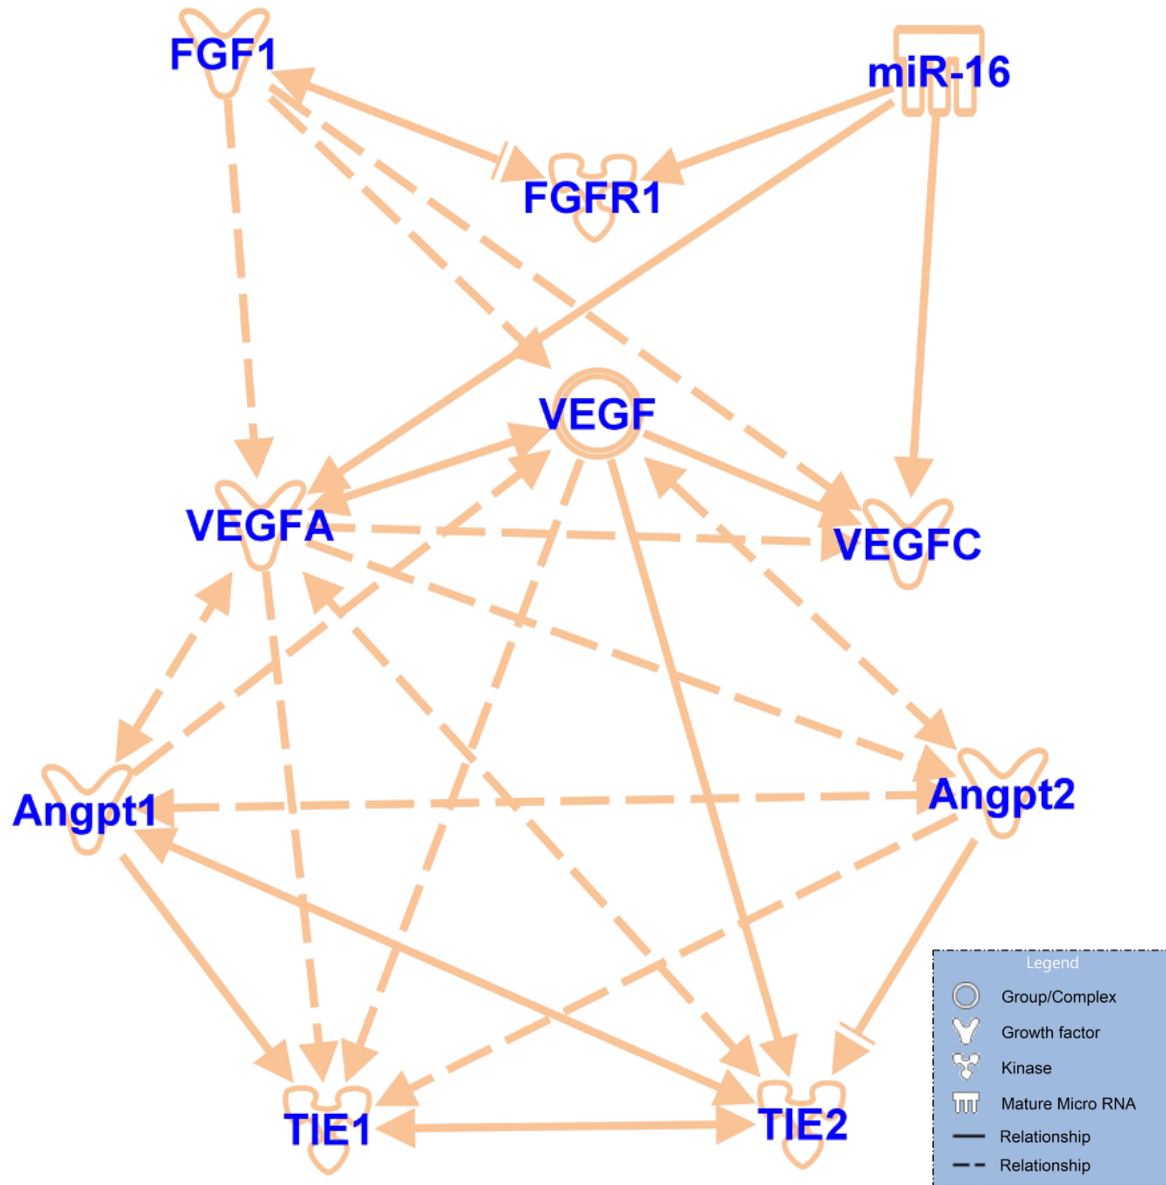 FGF1
miR-16
FGFR1
VEGF
VEGFA
VEGFC
Angpt1
Angpt2
TIE1
TIE2
Legend
Group/Complex
Growth factor
Kinase
Mature Micro RNA
Relationship
Relationship